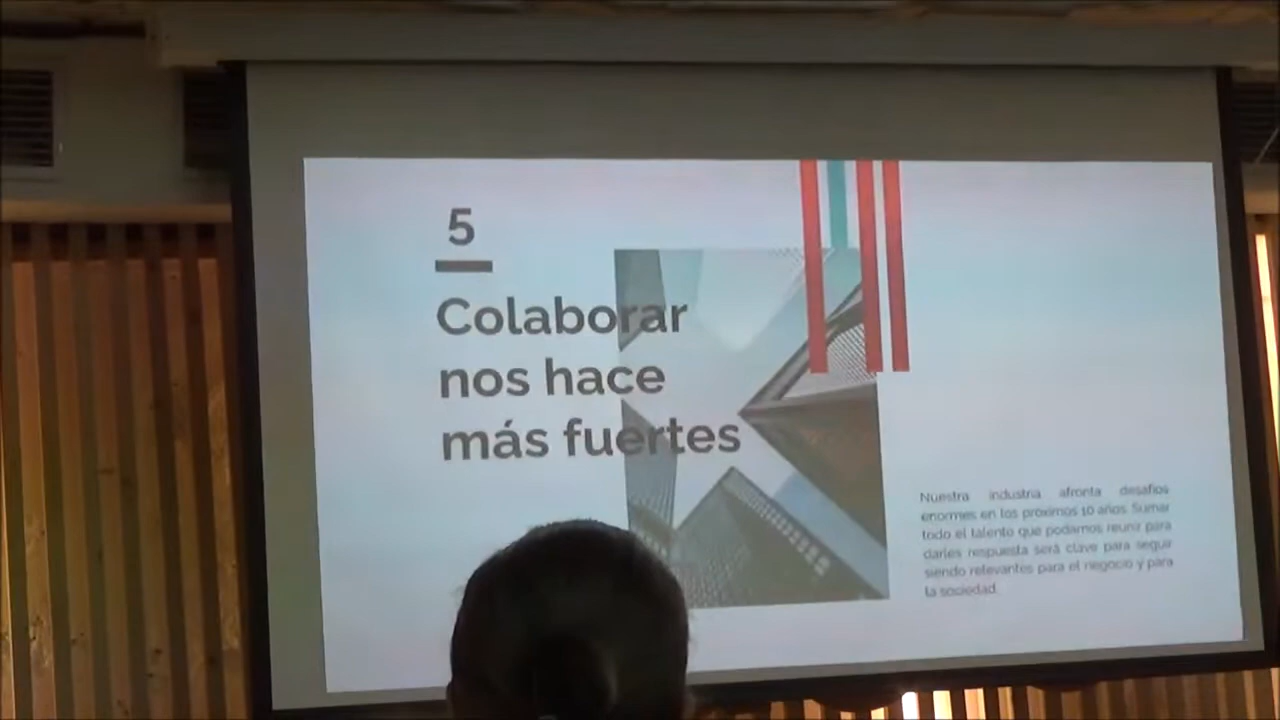 5
Colaborar
nos hace
más fuertes
Nuestra industria afronta desafíos
enormes en los próximos 10 años. Sumar
todo el talento que podamos reunir para
darles respuesta será clave para seguir
siendo relevantes para el negocio y para
la sociedad.